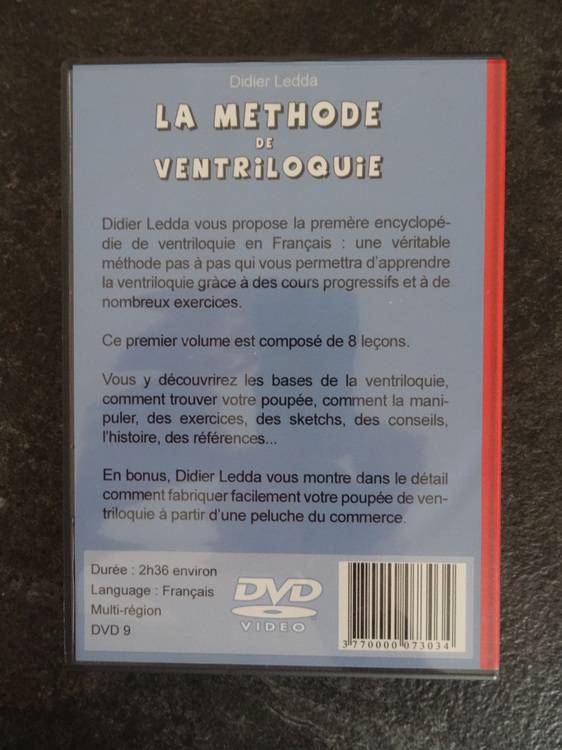 Didier Ledda
LA METHODE
DE
VENTRiLOQUiE
Didier Ledda vous propose la premère encyclopé-
die de ventriloquie en Français : une véritable
méthode pas à pas qui vous permettra d'apprendre
la ventriloquie grâce à des cours progressifs et à de
nombreux exercices.
Ce premier volume est composé de 8 leçons.
Vous y découvrirez les bases de la ventriloquie,
comment trouver votre poupée, comment la mani-
puler, des exercices, des sketchs, des conseils,
l'histoire, des références...
En bonus, Didier Ledda vous montre dans le détail
comment fabriquer facilement votre poupée de ven-
triloquie à partir d'une peluche du commerce.
Durée : 2h36 environ
Language : Français
Multi-région
DVD 9
DVD
VIDEO
3 770000 073034